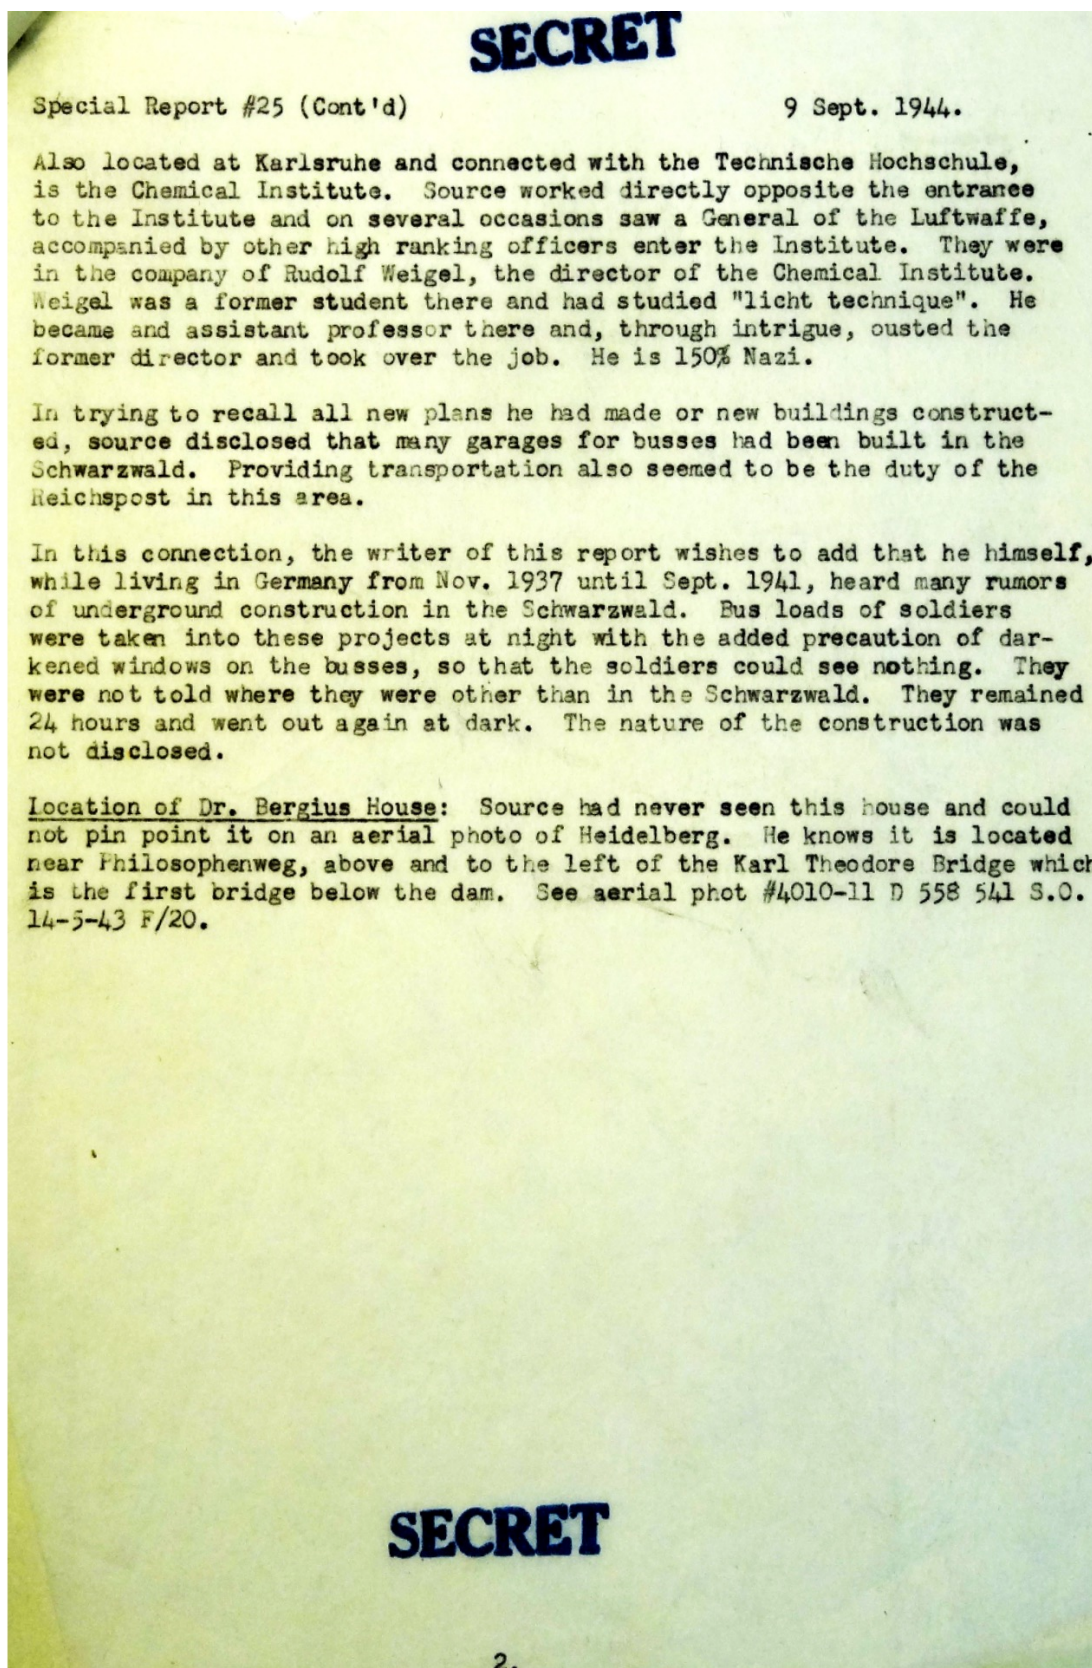 SECRET
Special Report #25 (Cont'd) 9 Sept. 1944.
Also located at Karlsruhe and connected with the Technische Hochschule,
is the Chemical Institute. Source worked directly opposite the entrance
to the Institute and on several occasions saw a General of the Luftwaffe,
accompanied by other high ranking officers enter the Institute. They were
in the company of Rudolf Weigel, the director of the Chemical Institute.
Weigel was a former student there and had studied "licht technique". He
became and assistant professor there and, through intrigue, ousted the
former director and took over the job. He is 150% Nazi.
In trying to recall all new plans he had made or new buildings construct-
ed, source disclosed that many garages for busses had been built in the
Schwarzwald. Providing transportation also seemed to be the duty of the
Reichspost in this area.
In this connection, the writer of this report wishes to add that he himself,
while living in Germany from Nov. 1937 until Sept. 1941, heard many rumors
of underground construction in the Schwarzwald. Bus loads of soldiers
were taken into these projects at night with the added precaution of dar-
kened windows on the busses, so that the soldiers could see nothing. They
were not told where they were other than in the Schwarzwald. They remained
24 hours and went out again at dark. The nature of the construction was
not disclosed.
Location of Dr. Bergius House: Source had never seen this house and could
not pin point it on an aerial photo of Heidelberg. He knows it is located
near Philosophenweg, above and to the left of the Karl Theodore Bridge which
is the first bridge below the dam. See aerial phot #4010-11 D 558 541 S.O.
14-5-43 F/20.
SECRET
2.